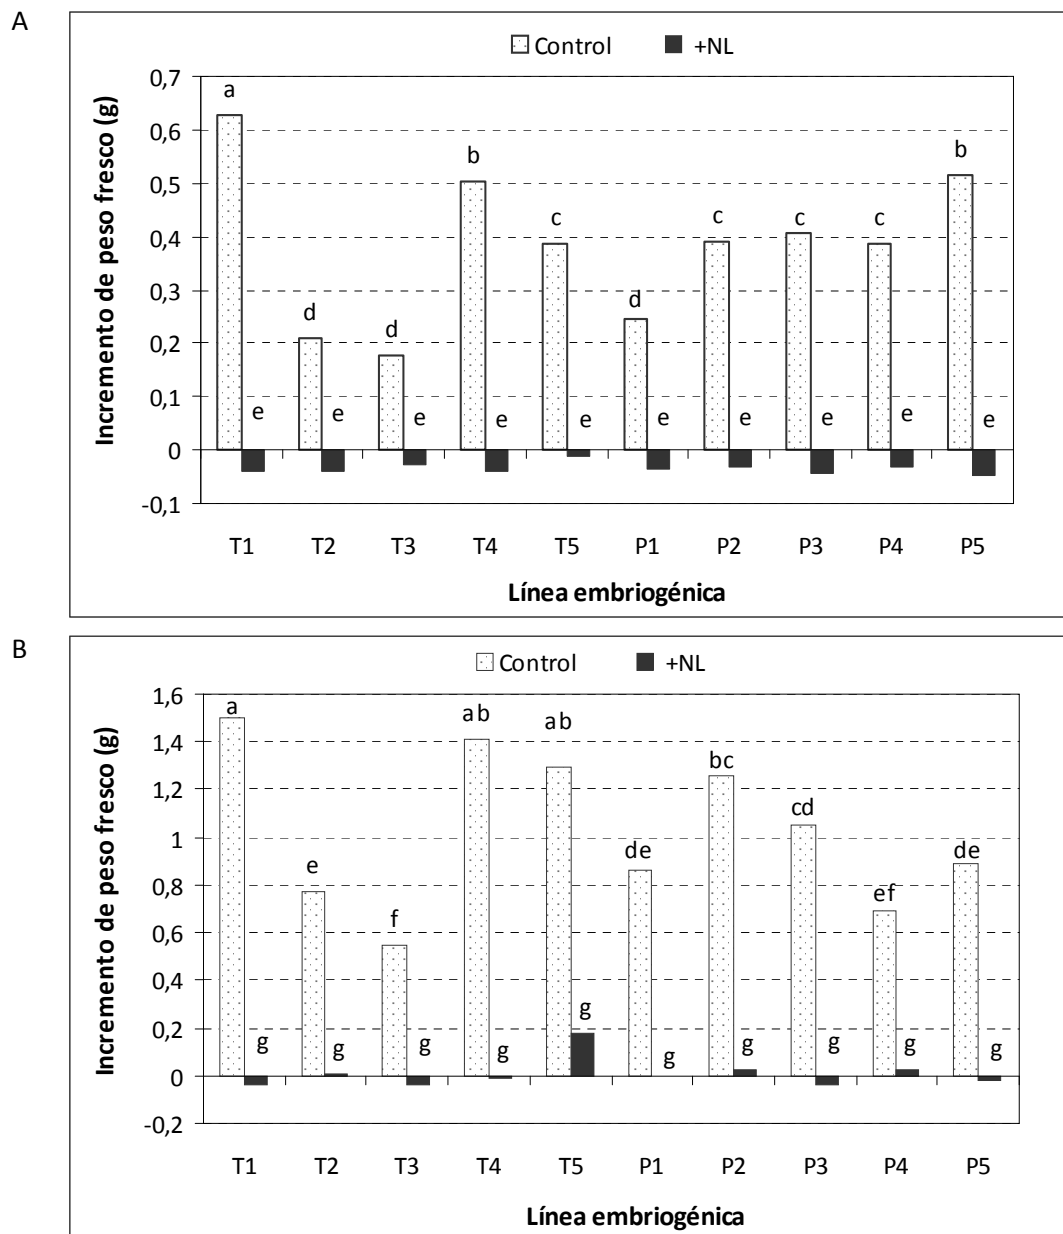 A
Control +NL
Incremento de peso fresco (g)
0,7
0,6
0,5
0,4
0,3
0,2
0,1
0
-0,1
a
e
d
e
d
e
b
e
c
e
d
e
c
e
c
e
c
e
b
e
T1 T2 T3 T4 T5 P1 P2 P3 P4 P5
Línea embriogénica
B
Control +NL
Incremento de peso fresco (g)
1,6
1,4
1,2
1
0,8
0,6
0,4
0,2
0
-0,2
a
g
e
g
f
g
ab
g
ab
g
de
g
bc
g
cd
g
ef
g
de
g
T1 T2 T3 T4 T5 P1 P2 P3 P4 P5
Línea embriogénica